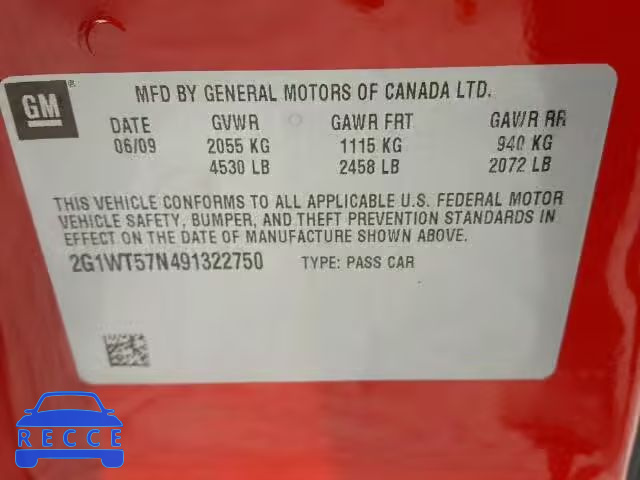 GM ®
MFD BY GENERAL MOTORS OF CANADA LTD.
DATE GVWR GAWR FRT GAWR RR
06/09 2055 KG 1115 KG 940 KG
4530 LB 2458 LB 2072 LB
THIS VEHICLE CONFORMS TO ALL APPLICABLE U.S. FEDERAL MOTOR
VEHICLE SAFETY, BUMPER, AND THEFT PREVENTION STANDARDS IN
EFFECT ON THE DATE OF MANUFACTURE SHOWN ABOVE.
2G1WT57N491322750 TYPE: PASS CAR
RECCE